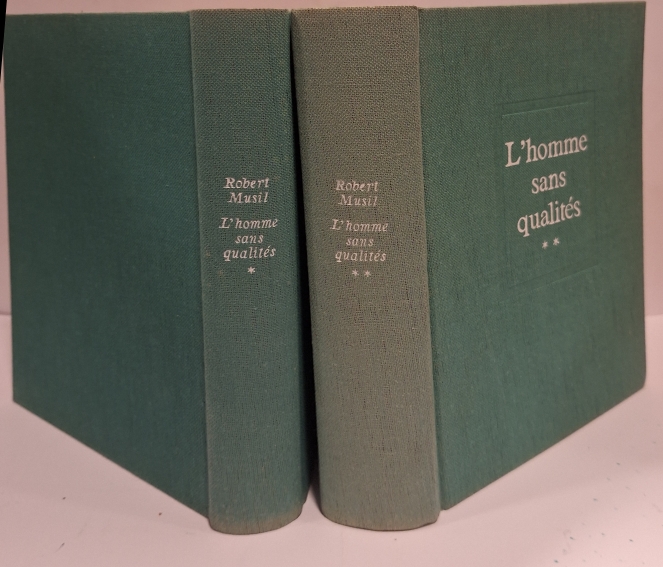 Robert
Musil
L'homme
sans
qualités
*
Robert
Musil
L'homme
sans
qualités
**
L'homme
sans
qualités
**